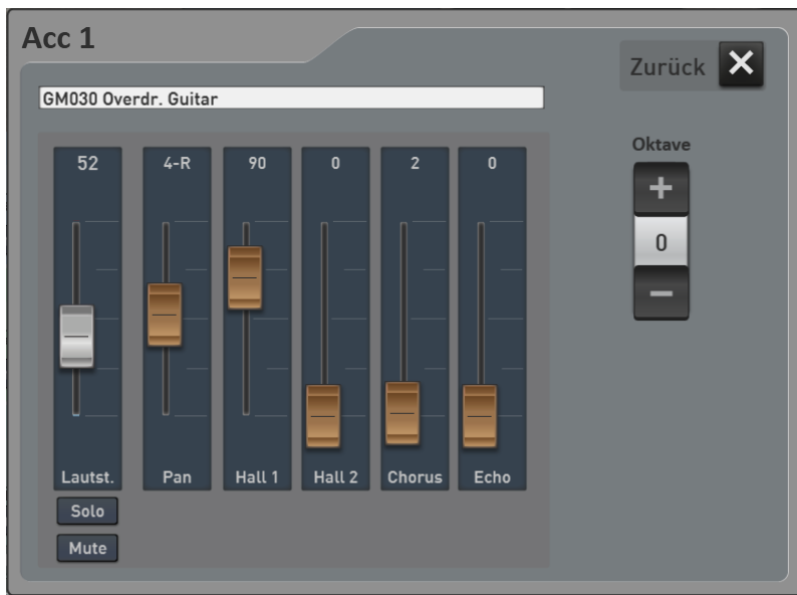 Acc 1
Zurück
GM030 Overdr. Guitar
Oktave
+
0
−
52 4-R 90 0 2 0
Lautst. Pan Hall 1 Hall 2 Chorus Echo
Solo
Mute